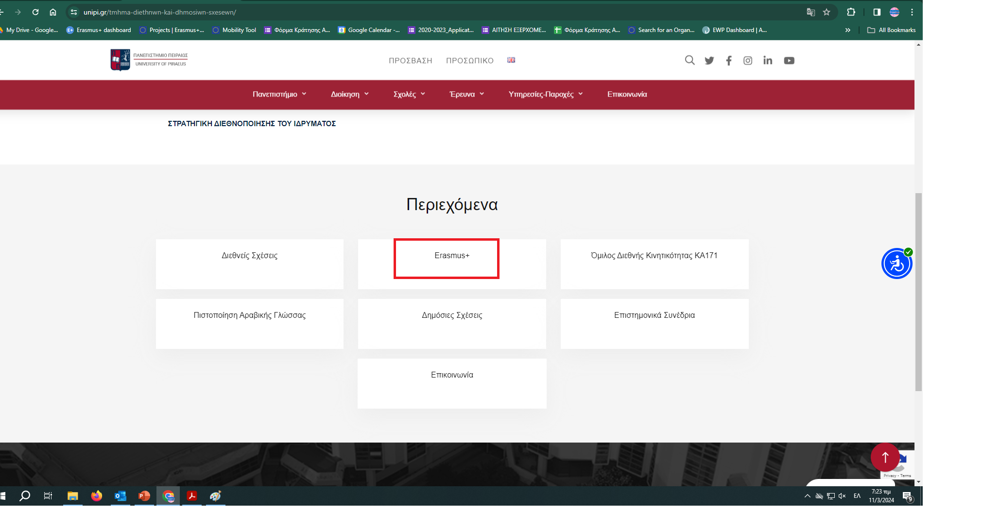 unipi.gr/tmhma-diethnwn-kai-dhmosiwn-sxesewn/
My Drive - Google... Erasmus+ dashboard Projects | Erasmus+... Mobility Tool Φόρμα Κράτησης Α... Google Calendar -... 2020-2023_Applicat... ΑΙΤΗΣΗ ΕΞΕΡΧΟΜΕ... Φόρμα Κράτησης Α... Search for an Organ... EWP Dashboard | A... All Bookmarks
ΠΑΝΕΠΙΣΤΗΜΙΟ ΠΕΙΡΑΙΩΣ
UNIVERSITY OF PIRAEUS
ΠΡΟΣΒΑΣΗ ΠΡΟΣΩΠΙΚΟ
Πανεπιστήμιο Διοίκηση Σχολές Έρευνα Υπηρεσίες-Παροχές Επικοινωνία
ΣΤΡΑΤΗΓΙΚΗ ΔΙΕΘΝΟΠΟΙΗΣΗΣ ΤΟΥ ΙΔΡΥΜΑΤΟΣ
Περιεχόμενα
Διεθνείς Σχέσεις Erasmus+ Όμιλος Διεθνής Κινητικότητας ΚΑ171
Πιστοποίηση Αραβικής Γλώσσας Δημόσιες Σχέσεις Επιστημονικά Συνέδρια
Επικοινωνία
Privacy - Terms
ΕΛ
7:23 πμ
11/3/2024
9